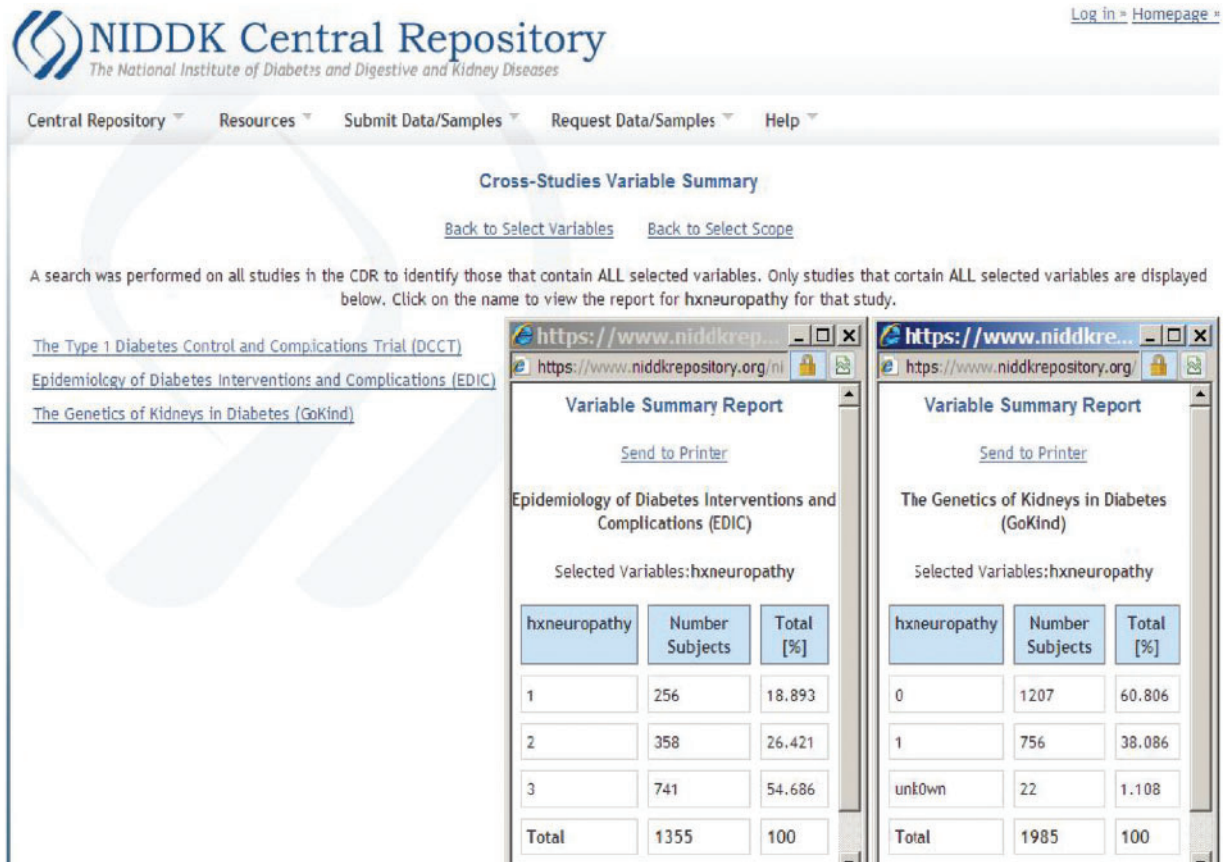 Log in » Homepage »
NIDDK Central Repository
The National Institute of Diabetes and Digestive and Kidney Diseases
Central Repository Resources Submit Data/Samples Request Data/Samples Help
Cross-Studies Variable Summary
Back to Select Variables Back to Select Scope
A search was performed on all studies in the CDR to identify those that contain ALL selected variables. Only studies that contain ALL selected variables are displayed
below. Click on the name to view the report for hxneuropathy for that study.
The Type 1 Diabetes Control and Complications Trial (DCCT)
Epidemiology of Diabetes Interventions and Complications (EDIC)
The Genetics of Kidneys in Diabetes (GoKind)
https://www.niddkrep...
https://www.niddkrepository.org/ni
Variable Summary Report
Send to Printer
Epidemiology of Diabetes Interventions and
Complications (EDIC)
Selected Variables:hxneuropathy
hxneuropathy Number Subjects Total [%]
1 256 18.893
2 358 26.421
3 741 54.686
Total 1355 100
https://www.niddkre...
https://www.niddkrepository.org/
Variable Summary Report
Send to Printer
The Genetics of Kidneys in Diabetes
(GoKind)
Selected Variables:hxneuropathy
hxneuropathy Number Subjects Total [%]
0 1207 60.806
1 756 38.086
unk0wn 22 1.108
Total 1985 100